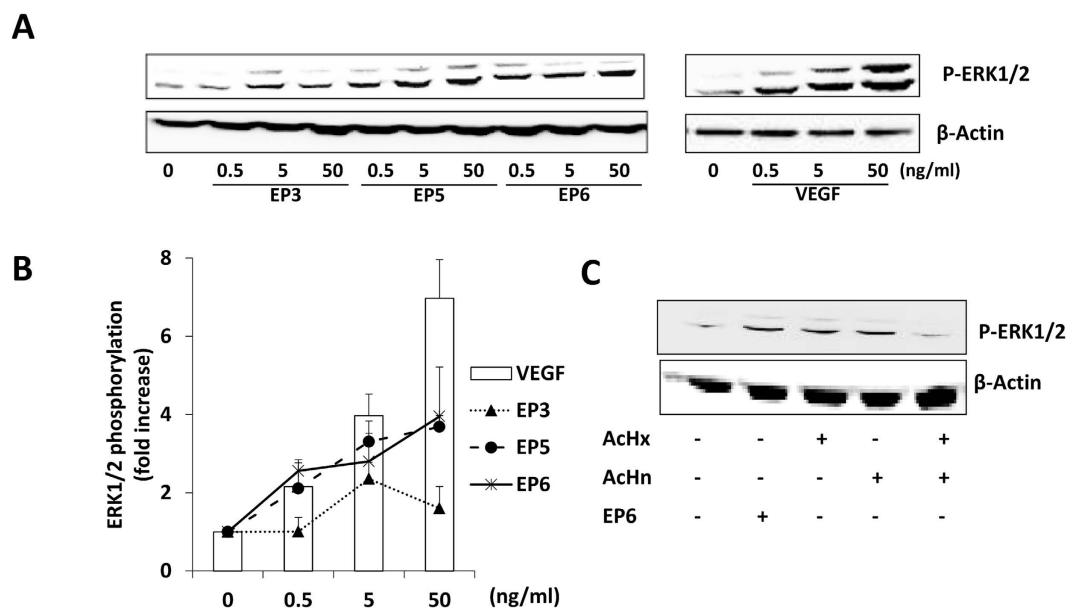 A
P-ERK1/2
β-Actin
0 0.5 5 50 0.5 5 50 0.5 5 50 0 0.5 5 50 (ng/ml)
EP3 EP5 EP6 VEGF
B
ERK1/2 phosphorylation
(fold increase)
8
6
4
2
0
0 0.5 5 50 (ng/ml)
VEGF
EP3
EP5
EP6
C
P-ERK1/2
β-Actin
AcHx - - + - +
AcHn - - - + +
EP6 - + - - -